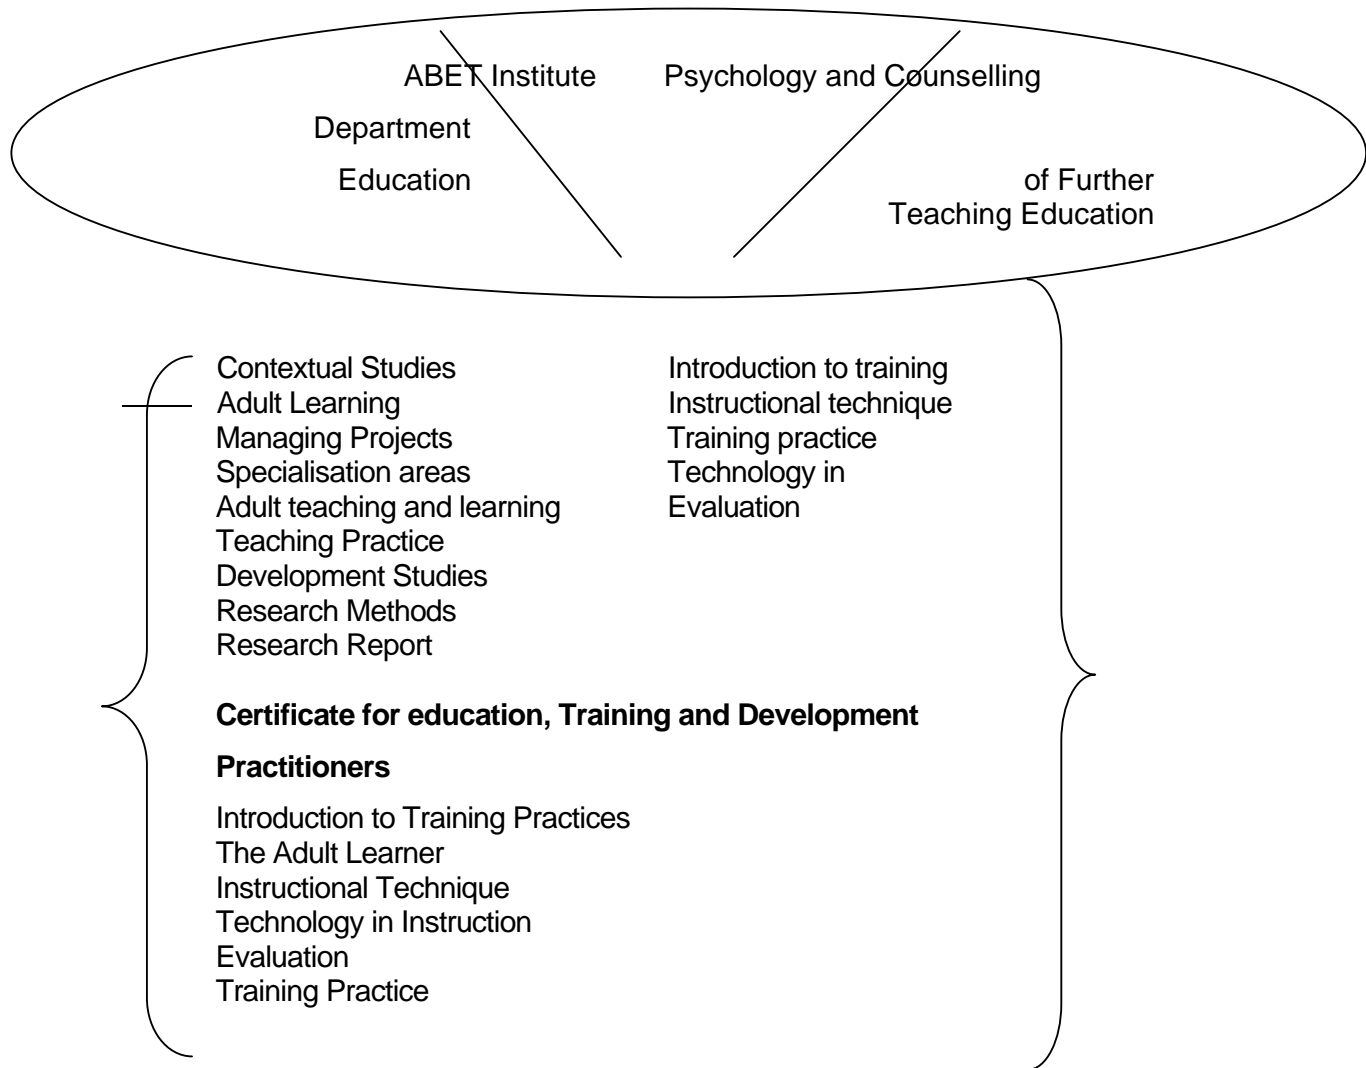 ABET Institute
Psychology and Counselling
Department
Education
of Further
Teaching Education
Contextual Studies
Adult Learning
Managing Projects
Specialisation areas
Adult teaching and learning
Teaching Practice
Development Studies
Research Methods
Research Report
Introduction to training
Instructional technique
Training practice
Technology in
Evaluation
Certificate for education, Training and Development
Practitioners
Introduction to Training Practices
The Adult Learner
Instructional Technique
Technology in Instruction
Evaluation
Training Practice